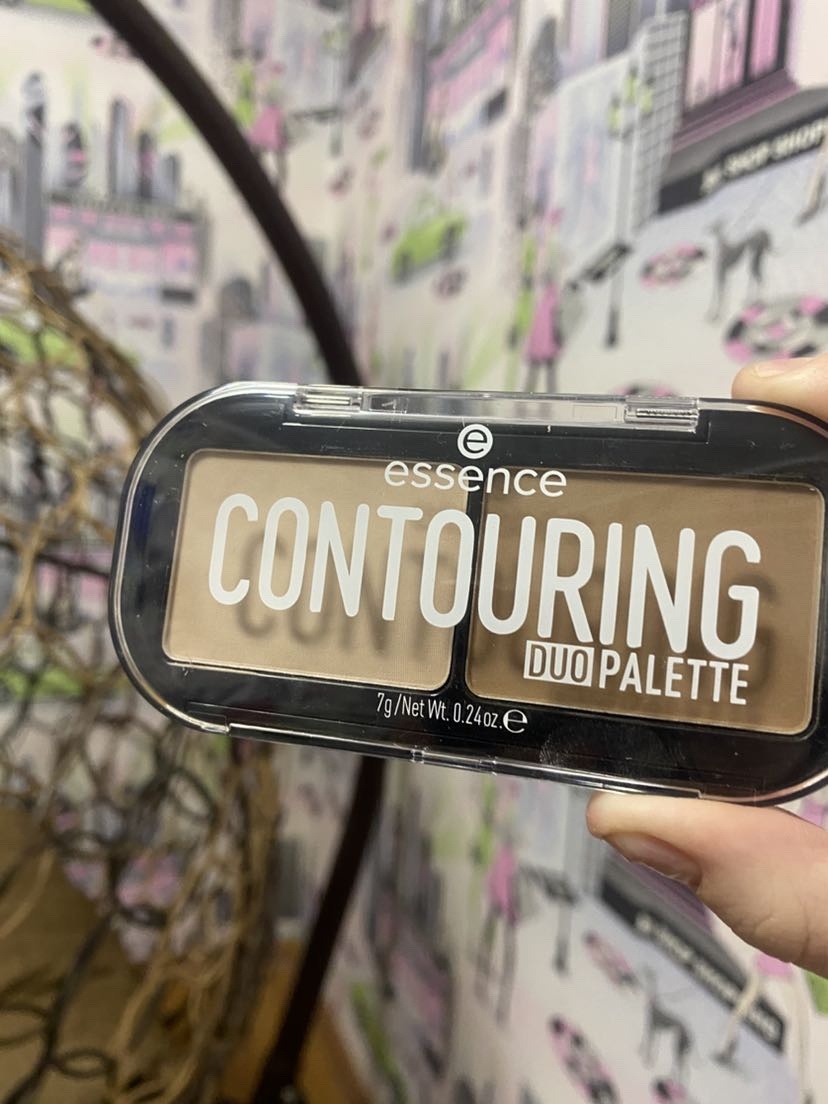 e
essence
CONTOURING
DUO PALETTE
7g/Net Wt. 0.24oz.℮